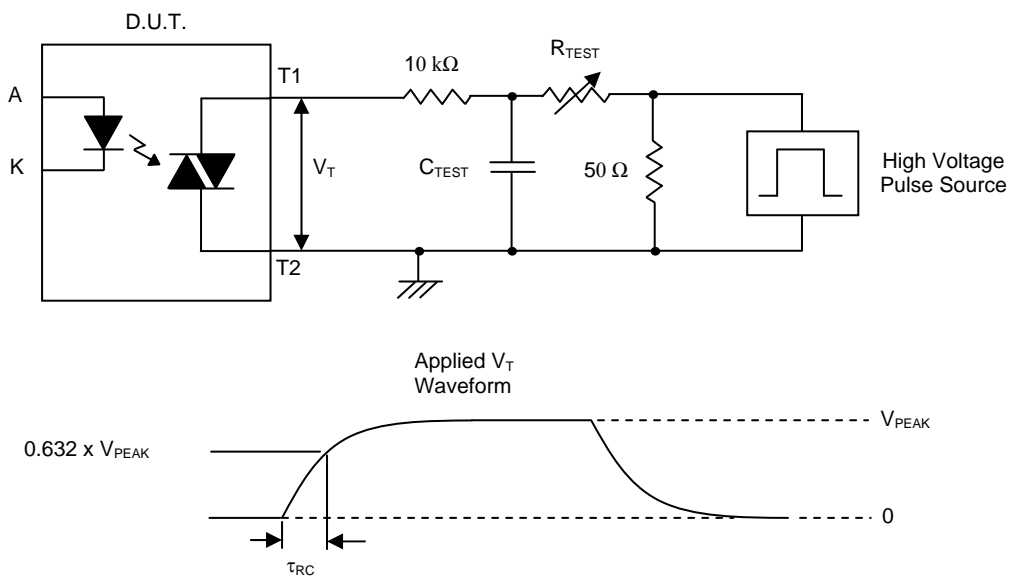 D.U.T.
A
K
T1
T2
V_T
10 kΩ
R_TEST
C_TEST
50 Ω
High Voltage
Pulse Source
Applied V_T
Waveform
0.632 x V_PEAK
V_PEAK
0
τ_RC